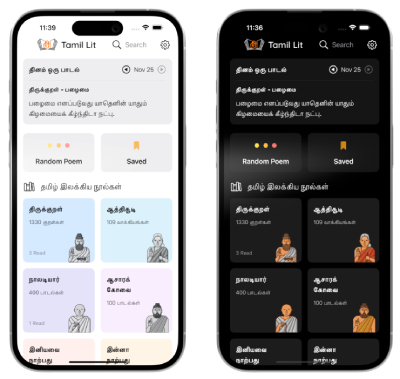 11:39
Tamil Lit
Search
தினம் ஒரு பாடல்
Nov 25
திருக்குறள் - பழைமை
பழைமை எனப்படுவது யாதெனின் யாதும்
கிழமையைக் கீழ்ந்திடா நட்பு.
Random Poem
Saved
தமிழ் இலக்கிய நூல்கள்
திருக்குறள்
1330 குறள்கள்
3 Read
ஆத்திசூடி
109 வாக்கியங்கள்
நாலடியார்
400 பாடல்கள்
1 Read
ஆசாரக்
கோவை
100 பாடல்கள்
இனியவை
நாற்பது
இன்னா
நாற்பது
11:36
Tamil Lit
Search
தினம் ஒரு பாடல்
Nov 25
திருக்குறள் - பழைமை
பழைமை எனப்படுவது யாதெனின் யாதும்
கிழமையைக் கீழ்ந்திடா நட்பு.
Random Poem
Saved
தமிழ் இலக்கிய நூல்கள்
திருக்குறள்
1330 குறள்கள்
3 Read
ஆத்திசூடி
109 வாக்கியங்கள்
நாலடியார்
400 பாடல்கள்
ஆசாரக்
கோவை
100 பாடல்கள்
இனியவை
நாற்பது
இன்னா
நாற்பது